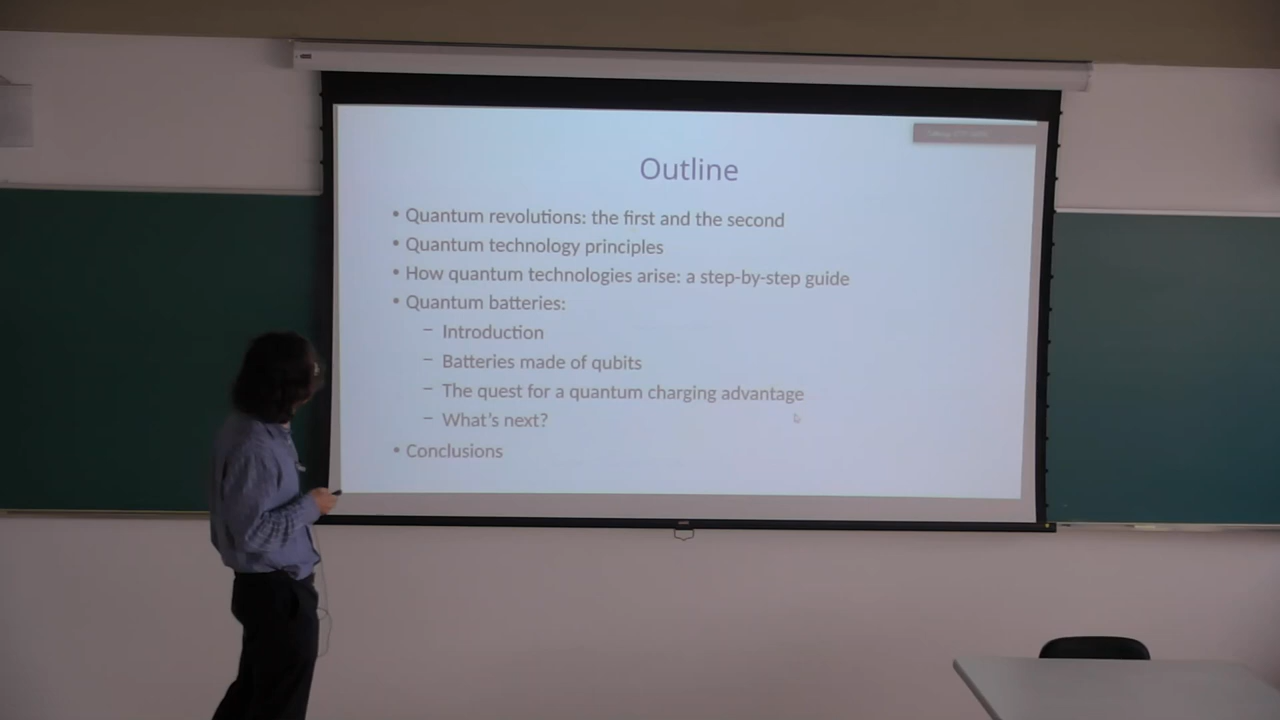 Outline
• Quantum revolutions: the first and the second
• Quantum technology principles
• How quantum technologies arise: a step-by-step guide
• Quantum batteries:
– Introduction
– Batteries made of qubits
– The quest for a quantum charging advantage
– What's next?
• Conclusions